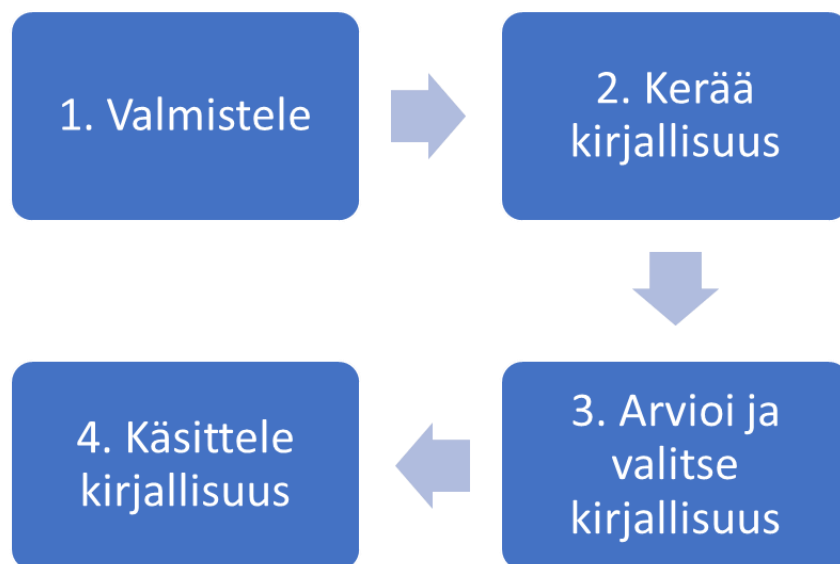 1. Valmistele
2. Kerää
kirjallisuus
3. Arvioi ja
valitse
kirjallisuus
4. Käsittele
kirjallisuus